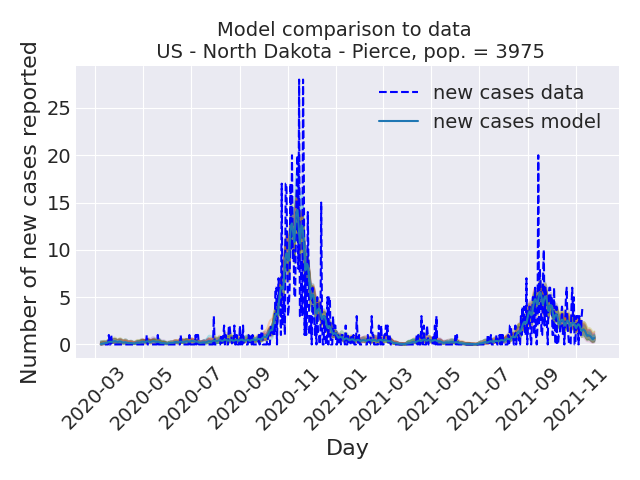 Model comparison to data
US - North Dakota - Pierce, pop. = 3975
Number of new cases reported
25
20
15
10
5
0
new cases data
new cases model
2020-03
2020-05
2020-07
2020-09
2020-11
2021-01
2021-03
2021-05
2021-07
2021-09
2021-11
Day